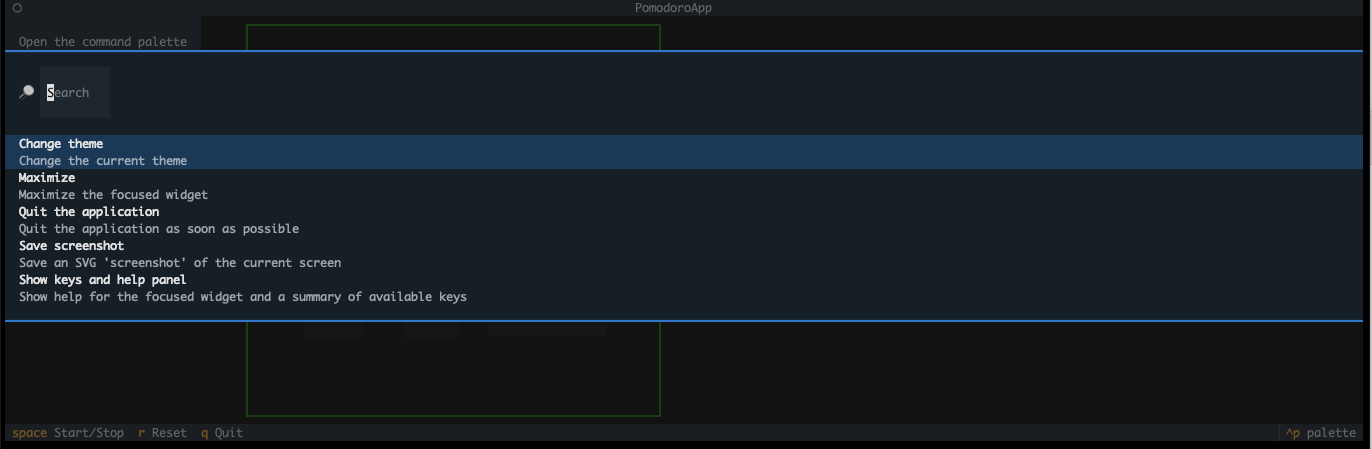 PomodoroApp
Open the command palette
Search
Change theme
Change the current theme
Maximize
Maximize the focused widget
Quit the application
Quit the application as soon as possible
Save screenshot
Save an SVG 'screenshot' of the current screen
Show keys and help panel
Show help for the focused widget and a summary of available keys
space Start/Stop r Reset q Quit ^p palette